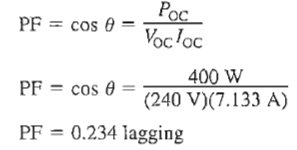 PF = cos θ = P_OC / V_OC I_OC
PF = cos θ = 400 W / (240 V)(7.133 A)
PF = 0.234 lagging